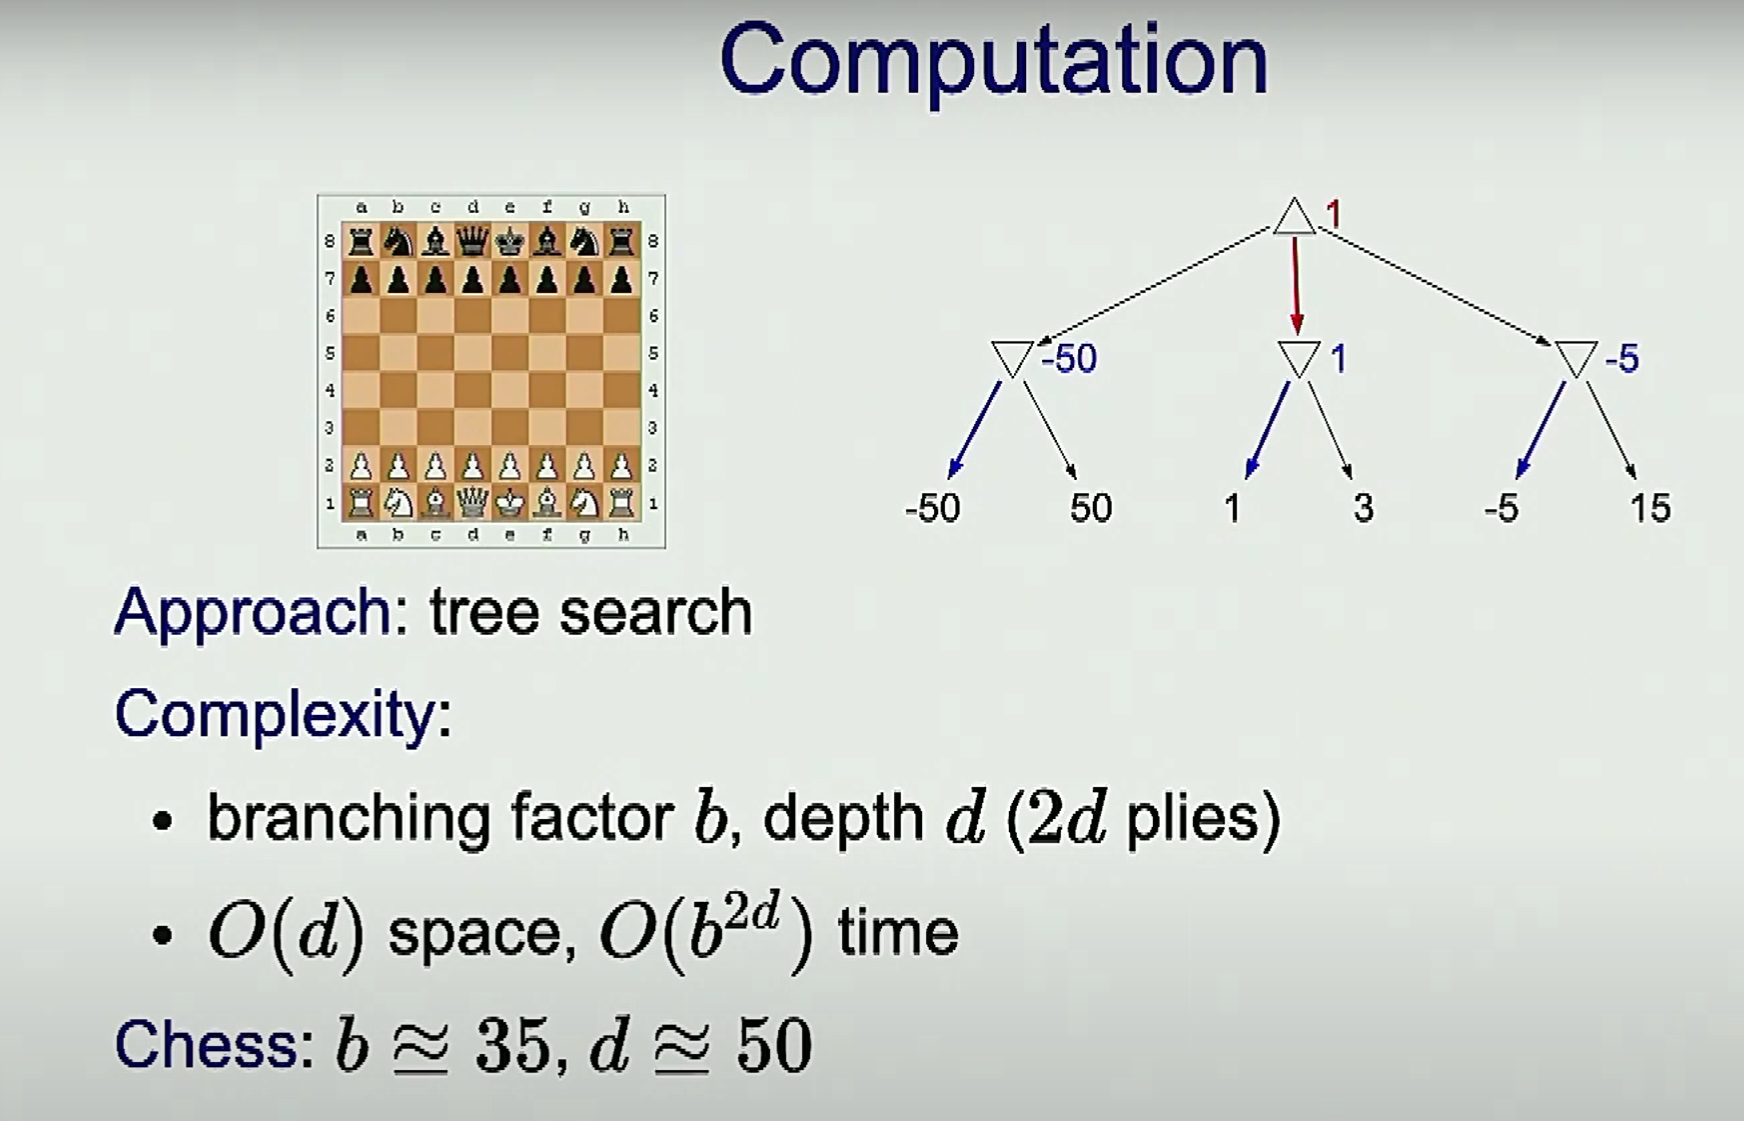 Computation
a b c d e f g h
8 8
7 7
6 6
5 5
4 4
3 3
2 2
1 1
a b c d e f g h
1
-50 1 -5
-50 50 1 3 -5 15
Approach: tree search
Complexity:
• branching factor b, depth d (2d plies)
• O(d) space, O(b^{2d}) time
Chess: b ≊ 35, d ≊ 50